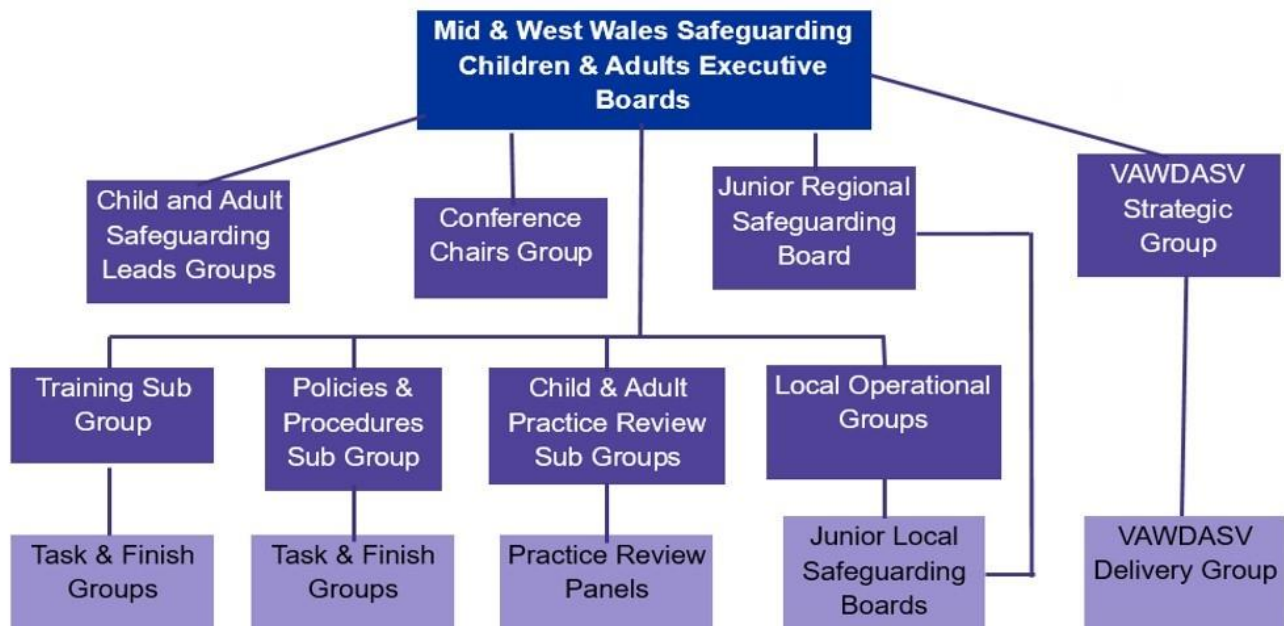 Mid & West Wales Safeguarding
Children & Adults Executive
Boards
Child and Adult
Safeguarding
Leads Groups
Conference
Chairs Group
Junior Regional
Safeguarding
Board
VAWDASV
Strategic
Group
Training Sub
Group
Policies &
Procedures
Sub Group
Child & Adult
Practice Review
Sub Groups
Local Operational
Groups
Task & Finish
Groups
Task & Finish
Groups
Practice Review
Panels
Junior Local
Safeguarding
Boards
VAWDASV
Delivery Group